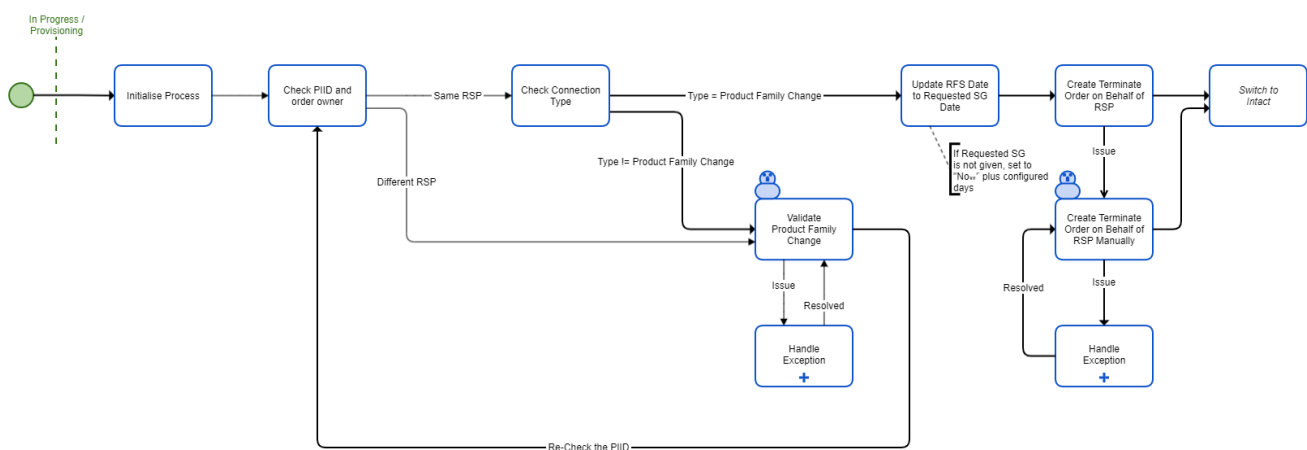 In Progress /
Provisioning
Initialise Process
Check PIID and
order owner
Same RSP
Check Connection
Type
Type = Product Family Change
Update RFS Date
to Requested SG
Date
Create Terminate
Order on Behalf of
RSP
Switch to
Intact
If Requested SG
is not given, set to
"Now" plus configured
days
Issue
Type != Product Family Change
Different RSP
Validate
Product Family
Change
Create Terminate
Order on Behalf of
RSP Manually
Issue
Resolved
Resolved
Issue
Handle
Exception
Handle
Exception
Re-Check the PIID